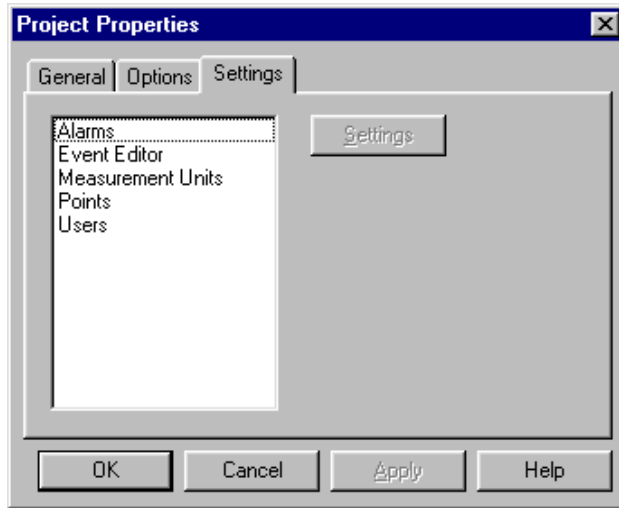 Project Properties
General Options Settings
Alarms
Event Editor
Measurement Units
Points
Users
Settings
OK Cancel Apply Help